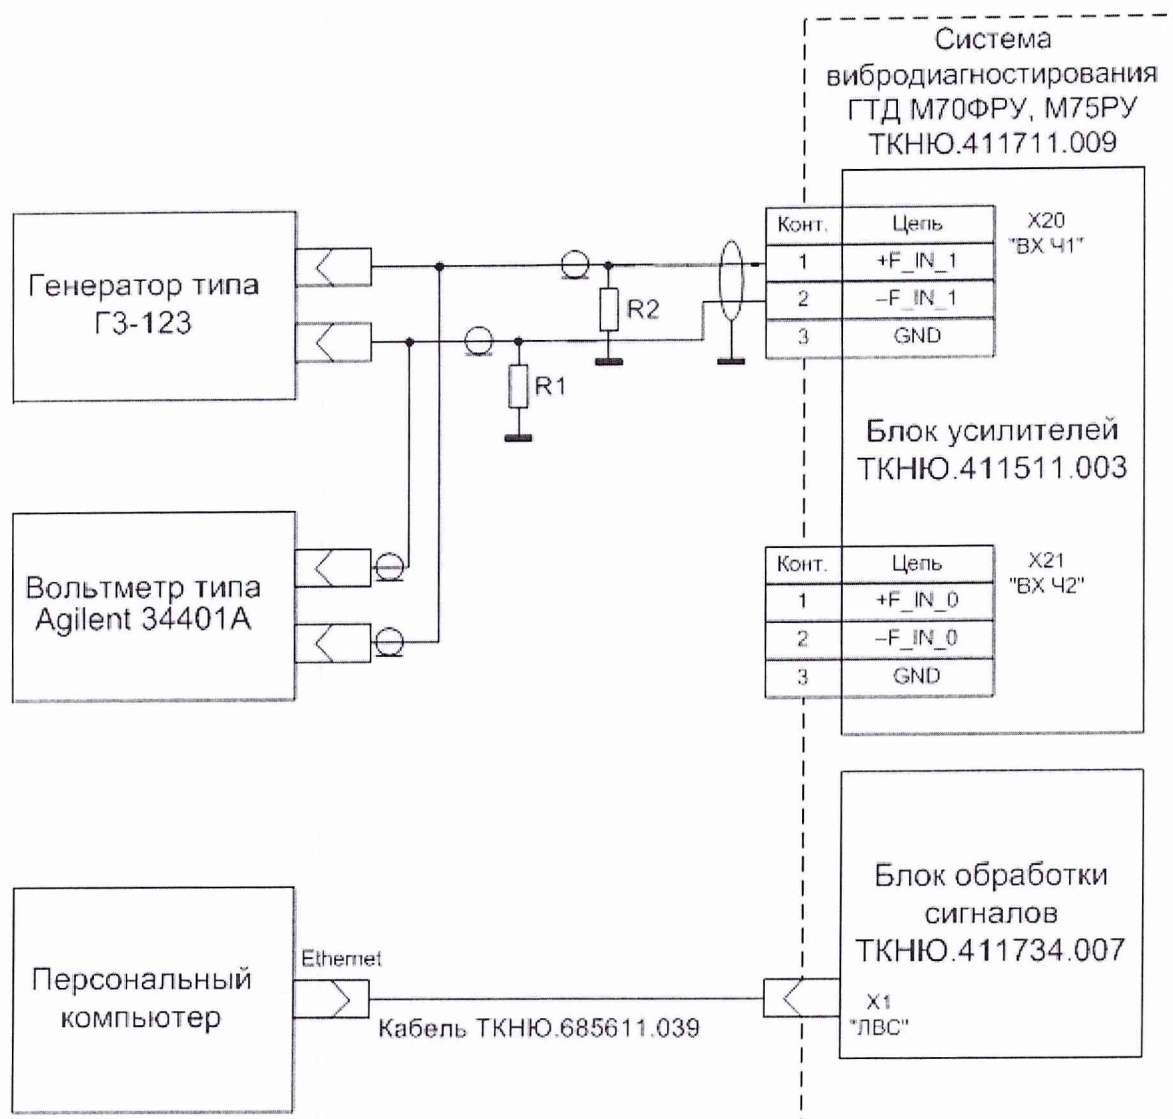 Система
вибродиагностирования
ГТД М70ФРУ, М75РУ
ТКНЮ.411711.009
Генератор типа
Г3-123
Конт.
Цепь
1
+F_IN_1
2
–F_IN_1
3
GND
X20
"ВХ Ч1"
R2
R1
Блок усилителей
ТКНЮ.411511.003
Вольтметр типа
Agilent 34401A
Конт.
Цепь
1
+F_IN_0
2
–F_IN_0
3
GND
X21
"ВХ Ч2"
Персональный
компьютер
Ethernet
Кабель ТКНЮ.685611.039
Блок обработки
сигналов
ТКНЮ.411734.007
X1
"ЛВС"